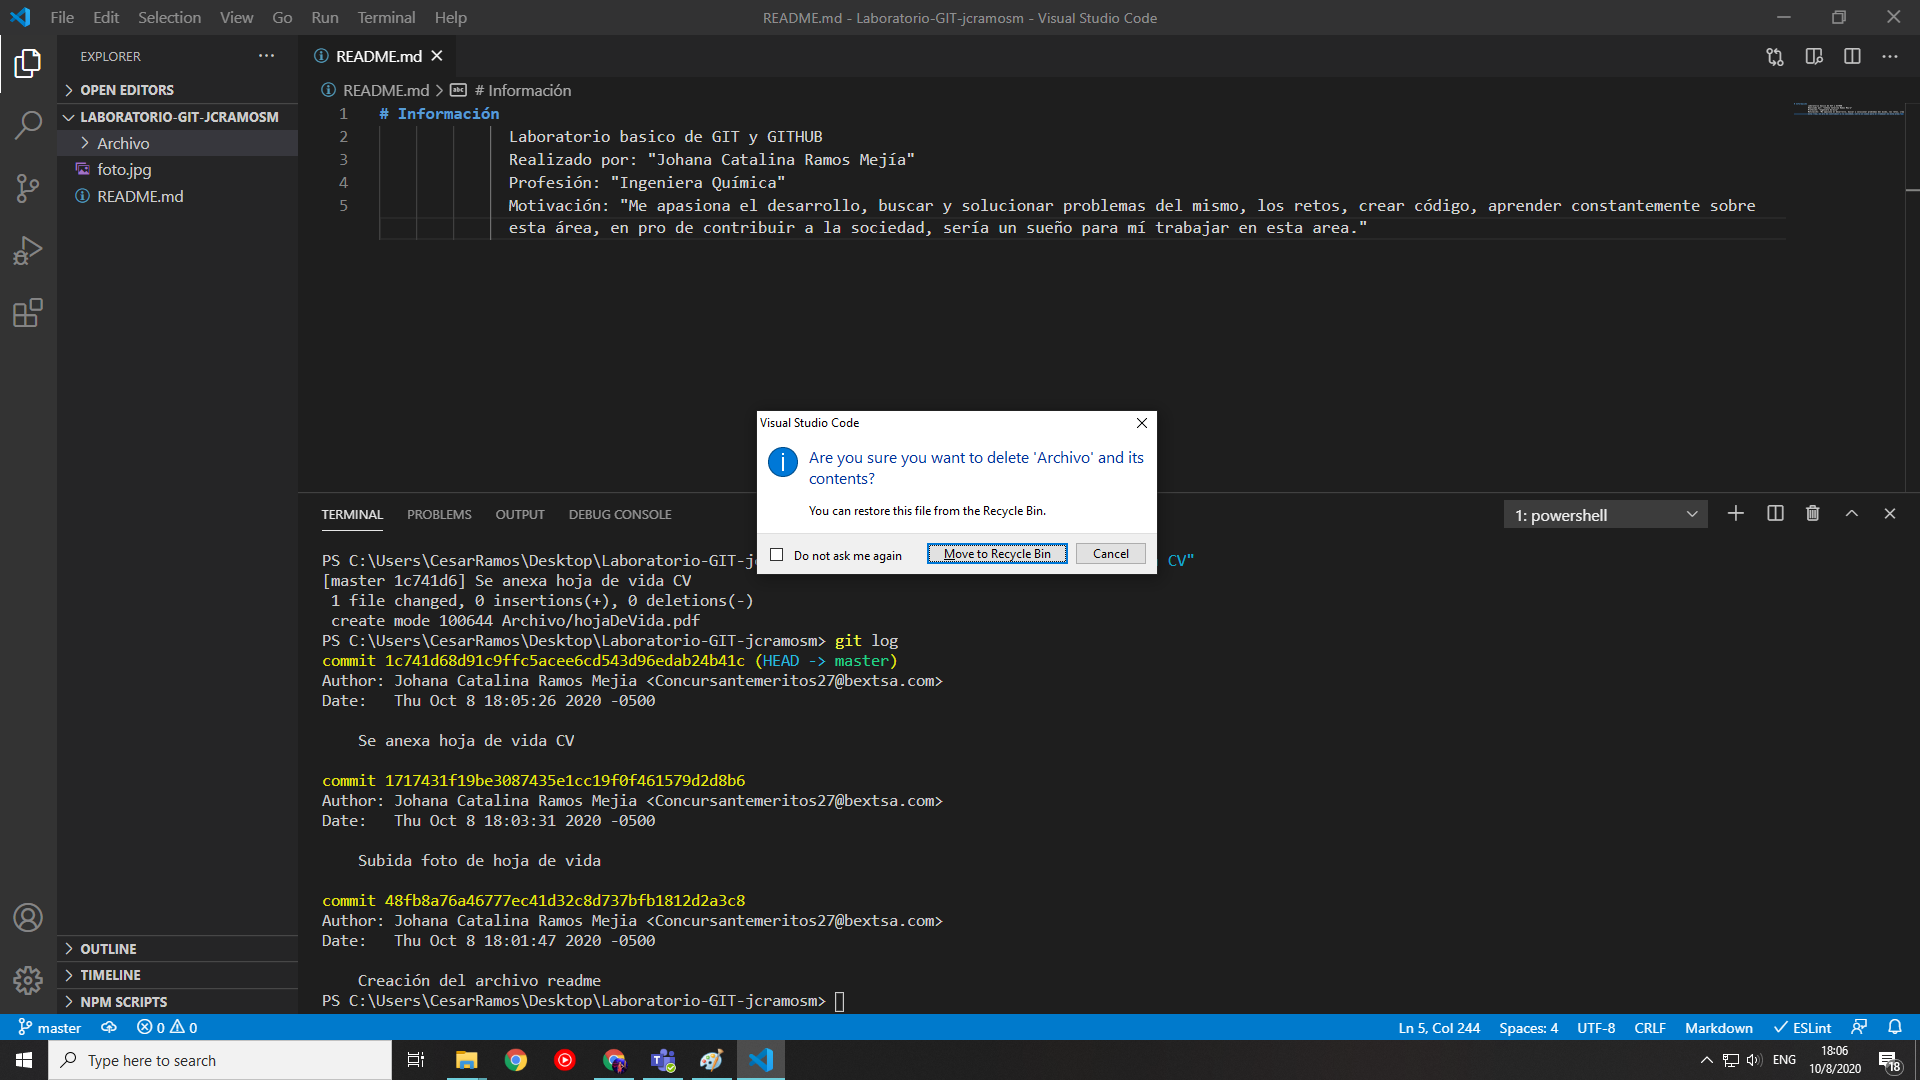 File Edit Selection View Go Run Terminal Help
README.md - Laboratorio-GIT-jcramosm - Visual Studio Code
EXPLORER
OPEN EDITORS
LABORATORIO-GIT-JCRAMOSM
Archivo
foto.jpg
README.md
README.md
README.md > # Información
1 # Información
2 Laboratorio basico de GIT y GITHUB
3 Realizado por: "Johana Catalina Ramos Mejía"
4 Profesión: "Ingeniera Química"
5 Motivación: "Me apasiona el desarrollo, buscar y solucionar problemas del mismo, los retos, crear código, aprender constantemente sobre
esta área, en pro de contribuir a la sociedad, sería un sueño para mí trabajar en esta area."
Visual Studio Code
Are you sure you want to delete 'Archivo' and its
contents?
You can restore this file from the Recycle Bin.
Do not ask me again
Move to Recycle Bin
Cancel
TERMINAL PROBLEMS OUTPUT DEBUG CONSOLE
1: powershell
PS C:\Users\CesarRamos\Desktop\Laboratorio-GIT-jc CV"
[master 1c741d6] Se anexa hoja de vida CV
1 file changed, 0 insertions(+), 0 deletions(-)
create mode 100644 Archivo/hojaDeVida.pdf
PS C:\Users\CesarRamos\Desktop\Laboratorio-GIT-jcramosm> git log
commit 1c741d68d91c9ffc5acee6cd543d96edab24b41c (HEAD -> master)
Author: Johana Catalina Ramos Mejia <Concursantemeritos27@bextsa.com>
Date: Thu Oct 8 18:05:26 2020 -0500
Se anexa hoja de vida CV
commit 1717431f19be3087435e1cc19f0f461579d2d8b6
Author: Johana Catalina Ramos Mejia <Concursantemeritos27@bextsa.com>
Date: Thu Oct 8 18:03:31 2020 -0500
Subida foto de hoja de vida
commit 48fb8a76a46777ec41d32c8d737bfb1812d2a3c8
Author: Johana Catalina Ramos Mejia <Concursantemeritos27@bextsa.com>
Date: Thu Oct 8 18:01:47 2020 -0500
Creación del archivo readme
PS C:\Users\CesarRamos\Desktop\Laboratorio-GIT-jcramosm>
OUTLINE
TIMELINE
NPM SCRIPTS
master 0 0
Ln 5, Col 244 Spaces: 4 UTF-8 CRLF Markdown ESLint
Type here to search
ENG
18:06
10/8/2020
18